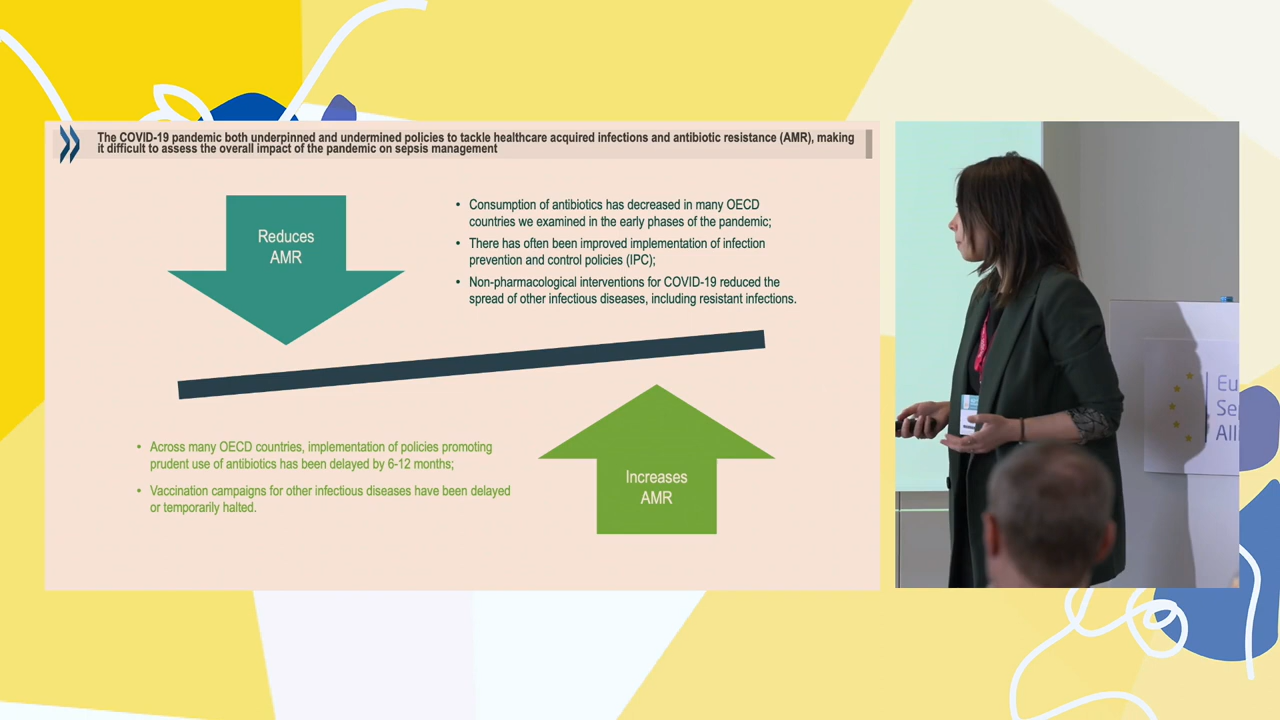 The COVID-19 pandemic both underpinned and undermined policies to tackle healthcare acquired infections and antibiotic resistance (AMR), making
it difficult to assess the overall impact of the pandemic on sepsis management
Reduces
AMR
• Consumption of antibiotics has decreased in many OECD
countries we examined in the early phases of the pandemic;
• There has often been improved implementation of infection
prevention and control policies (IPC);
• Non-pharmacological interventions for COVID-19 reduced the
spread of other infectious diseases, including resistant infections.
• Across many OECD countries, implementation of policies promoting
prudent use of antibiotics has been delayed by 6-12 months;
• Vaccination campaigns for other infectious diseases have been delayed
or temporarily halted.
Increases
AMR
Eu
Se
All